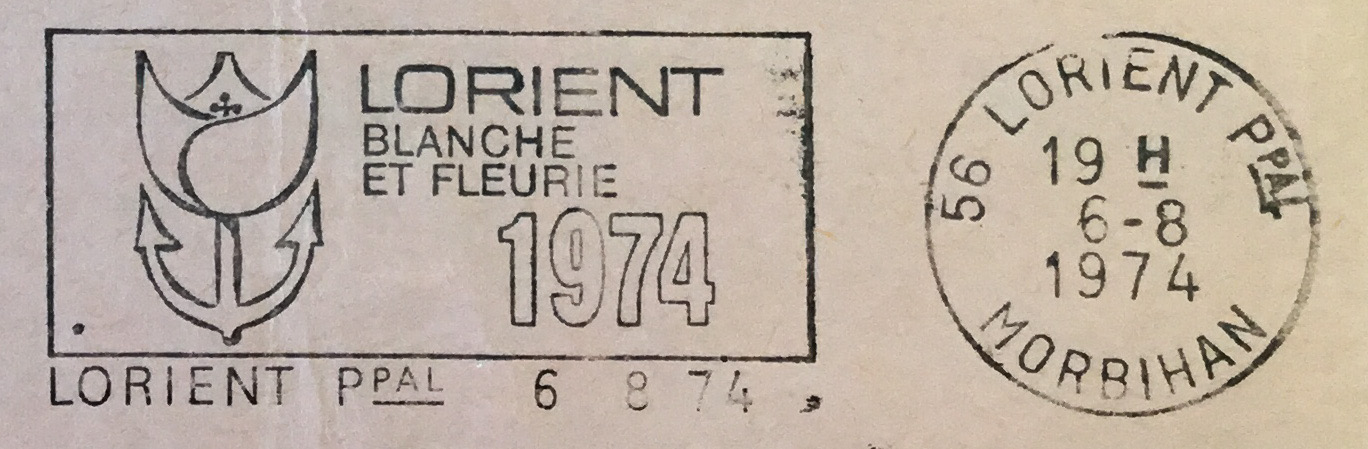 LORIENT
BLANCHE
ET FLEURIE
1974
LORIENT PPAL 6 8 74
56 LORIENT PPAL
19 H
6-8
1974
MORBIHAN